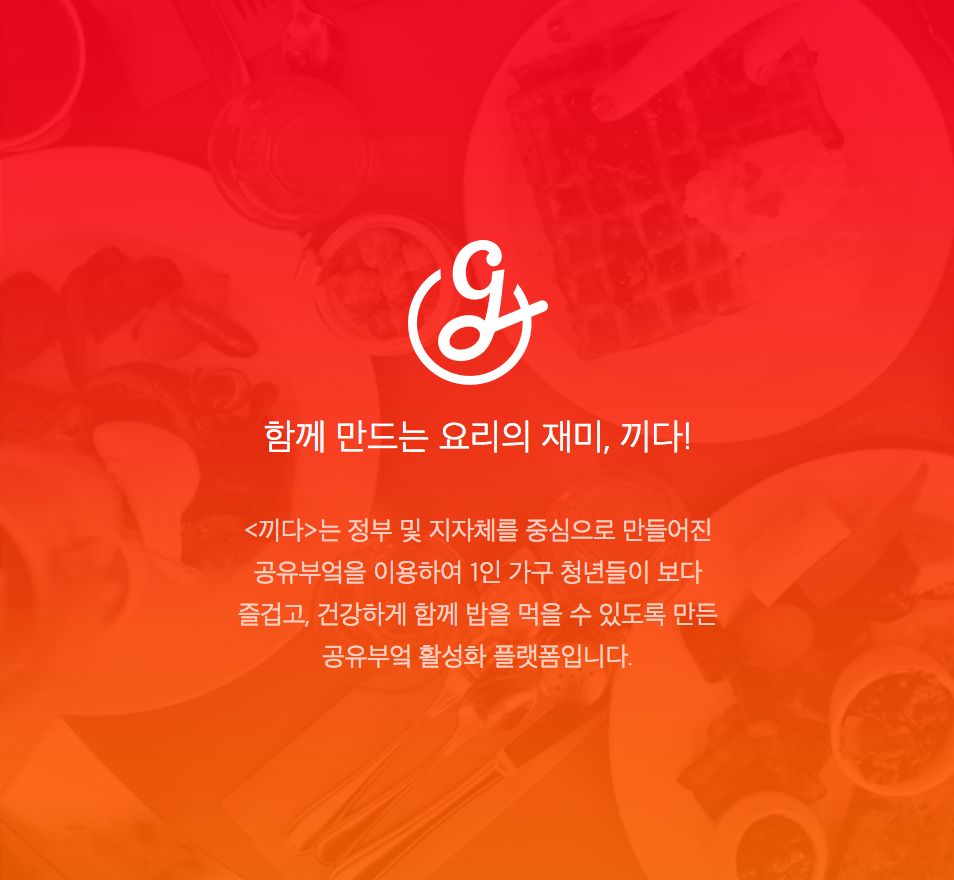 g
함께 만드는 요리의 재미, 끼다!
<끼다>는 정부 및 지자체를 중심으로 만들어진
공유부엌을 이용하여 1인 가구 청년들이 보다
즐겁고, 건강하게 함께 밥을 먹을 수 있도록 만든
공유부엌 활성화 플랫폼입니다.